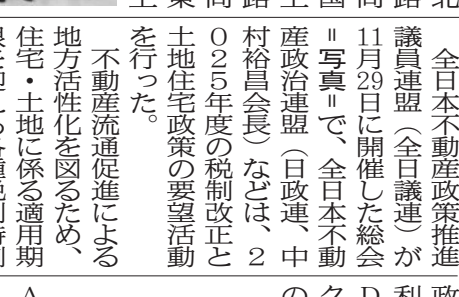 全日本不動産政策推進
議員連盟（全日議連）が
11月29日に開催した総会
＝写真＝で、全日本不動
産政治連盟（日政連、中
村裕昌会長）などは、２
０２５年度の税制改正と
土地住宅政策の要望活動
を行った。
不動産流通促進による
地方活性化を図るため、
住宅・土地に係る適用期